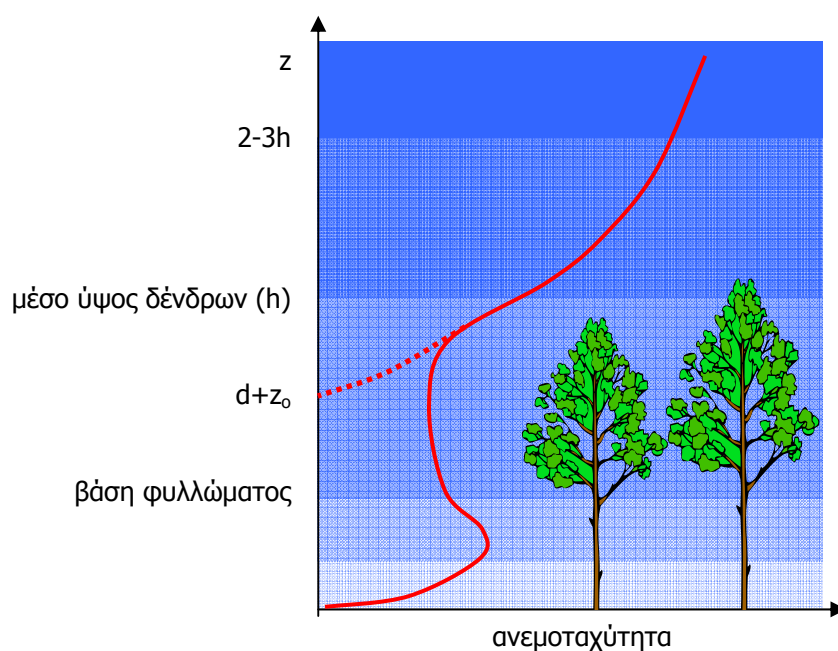 z
2-3h
μέσο ύψος δένδρων (h)
d+zₒ
βάση φυλλώματος
ανεμοταχύτητα